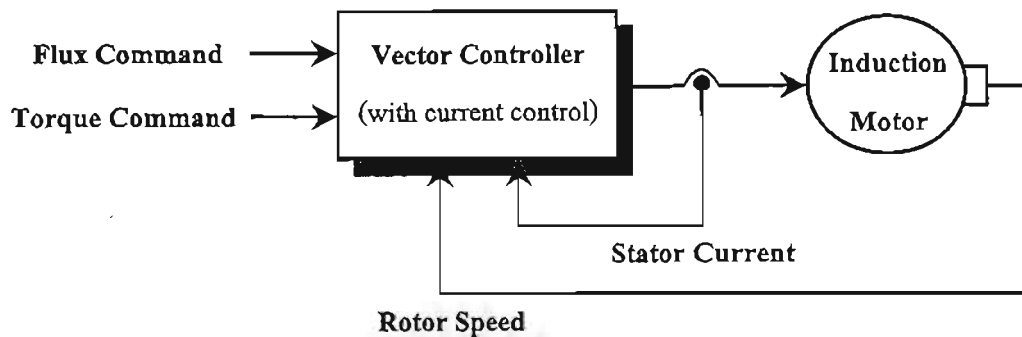 Flux Command
Torque Command
Vector Controller
(with current control)
Induction
Motor
Stator Current
Rotor Speed